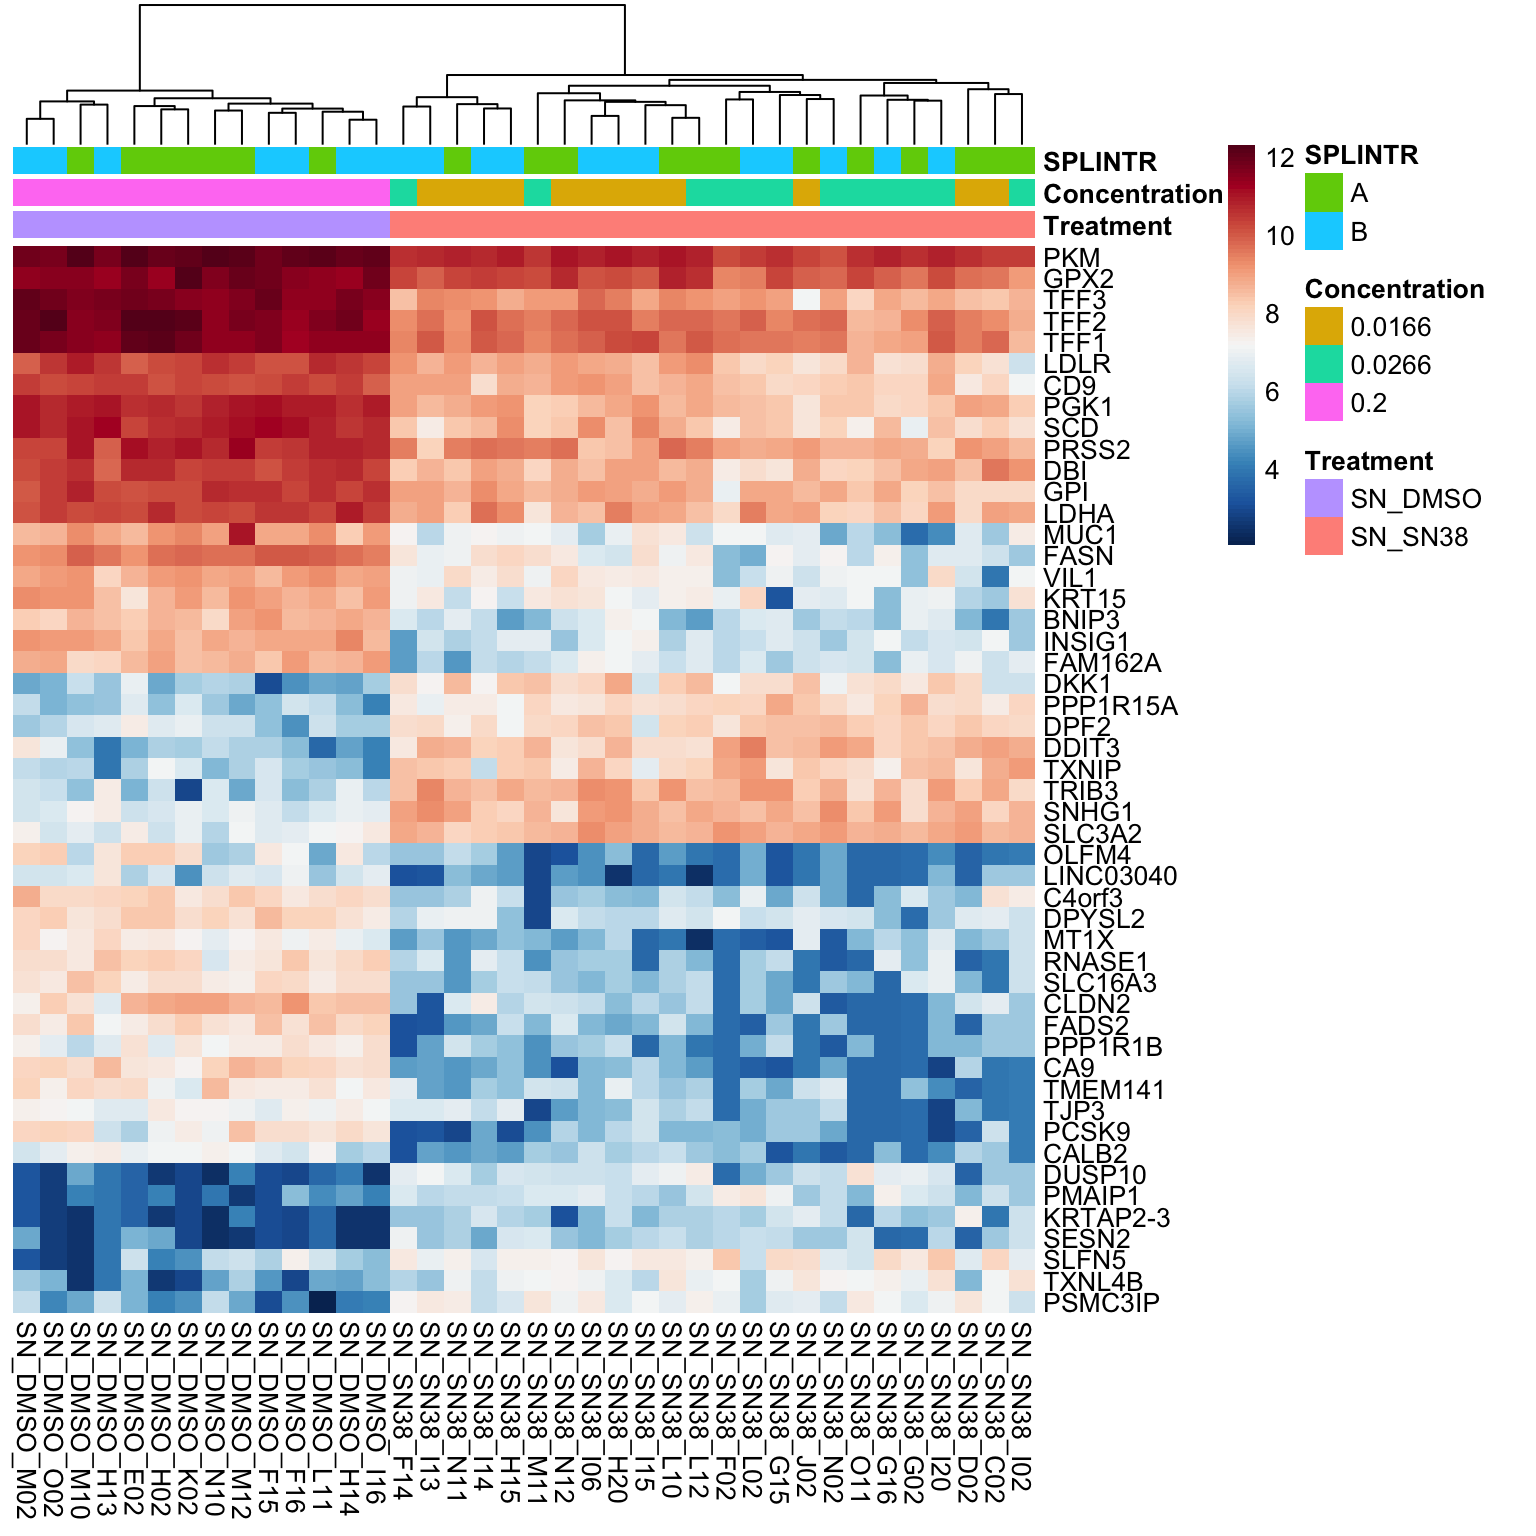 SPLINTR
Concentration
Treatment
PKM
GPX2
TFF3
TFF2
TFF1
LDLR
CD9
PGK1
SCD
PRSS2
DBI
GPI
LDHA
MUC1
FASN
VIL1
KRT15
BNIP3
INSIG1
FAM162A
DKK1
PPP1R15A
DPF2
DDIT3
TXNIP
TRIB3
SNHG1
SLC3A2
OLFM4
LINC03040
C4orf3
DPYSL2
MT1X
RNASE1
SLC16A3
CLDN2
FADS2
PPP1R1B
CA9
TMEM141
TJP3
PCSK9
CALB2
DUSP10
PMAIP1
KRTAP2-3
SESN2
SLFN5
TXNL4B
PSMC3IP
12
10
8
6
4
SPLINTR
A
B
Concentration
0.0166
0.0266
0.2
Treatment
SN_DMSO
SN_SN38
SN_DMSO_M02
SN_DMSO_O02
SN_DMSO_M10
SN_DMSO_H13
SN_DMSO_E02
SN_DMSO_H02
SN_DMSO_K02
SN_DMSO_N10
SN_DMSO_M12
SN_DMSO_F15
SN_DMSO_F16
SN_DMSO_L11
SN_DMSO_H14
SN_DMSO_I16
SN_SN38_F14
SN_SN38_I13
SN_SN38_N11
SN_SN38_I14
SN_SN38_H15
SN_SN38_M11
SN_SN38_N12
SN_SN38_I06
SN_SN38_H20
SN_SN38_I15
SN_SN38_L10
SN_SN38_L12
SN_SN38_F02
SN_SN38_L02
SN_SN38_G15
SN_SN38_J02
SN_SN38_N02
SN_SN38_O11
SN_SN38_G16
SN_SN38_G02
SN_SN38_I20
SN_SN38_D02
SN_SN38_C02
SN_SN38_I02